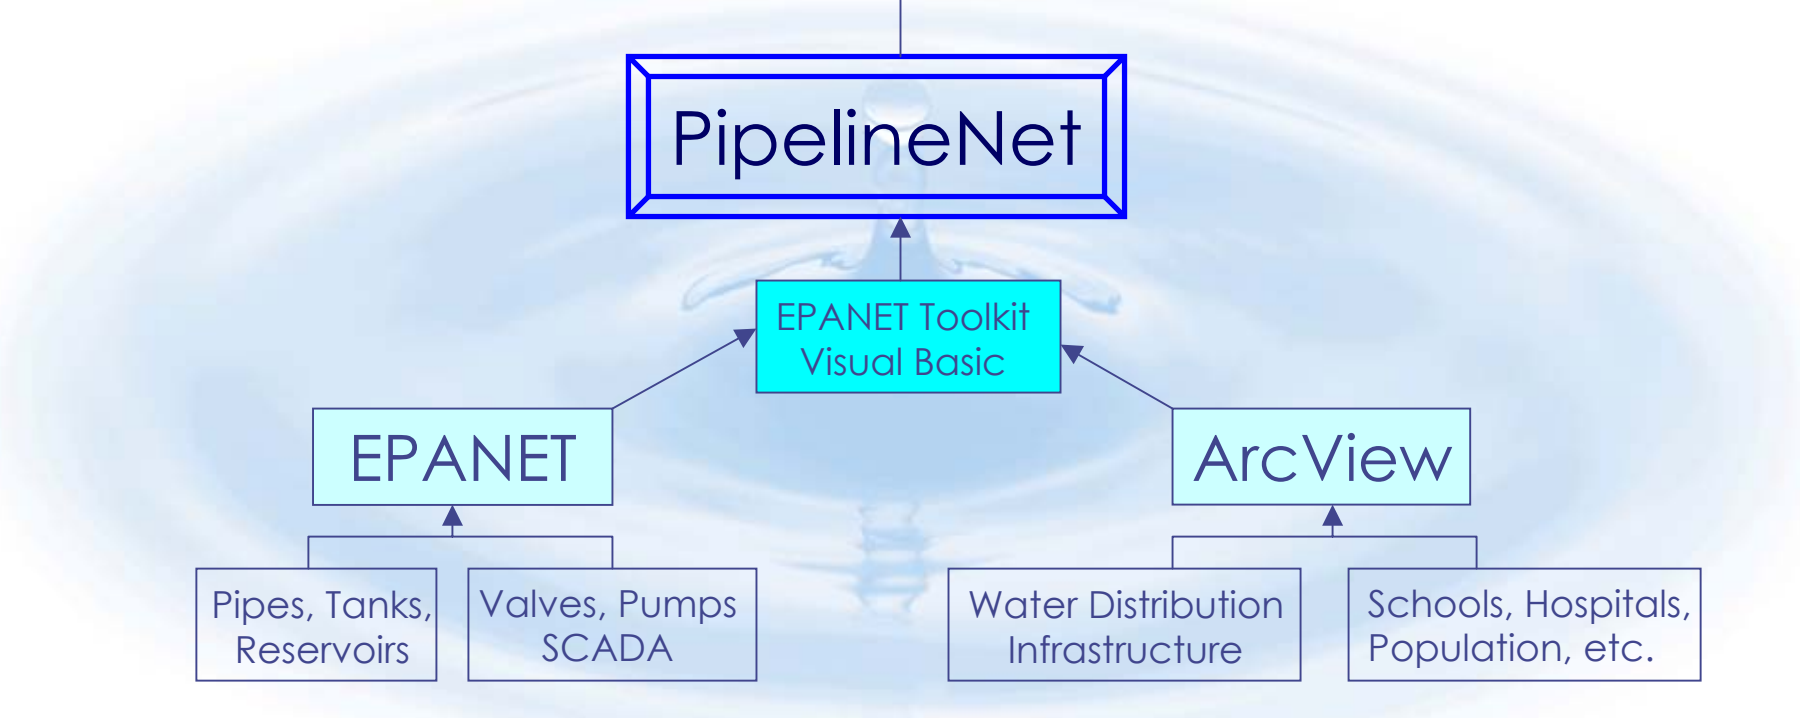 PipelineNet
EPANET Toolkit
Visual Basic
EPANET
ArcView
Pipes, Tanks,
Reservoirs
Valves, Pumps
SCADA
Water Distribution
Infrastructure
Schools, Hospitals,
Population, etc.